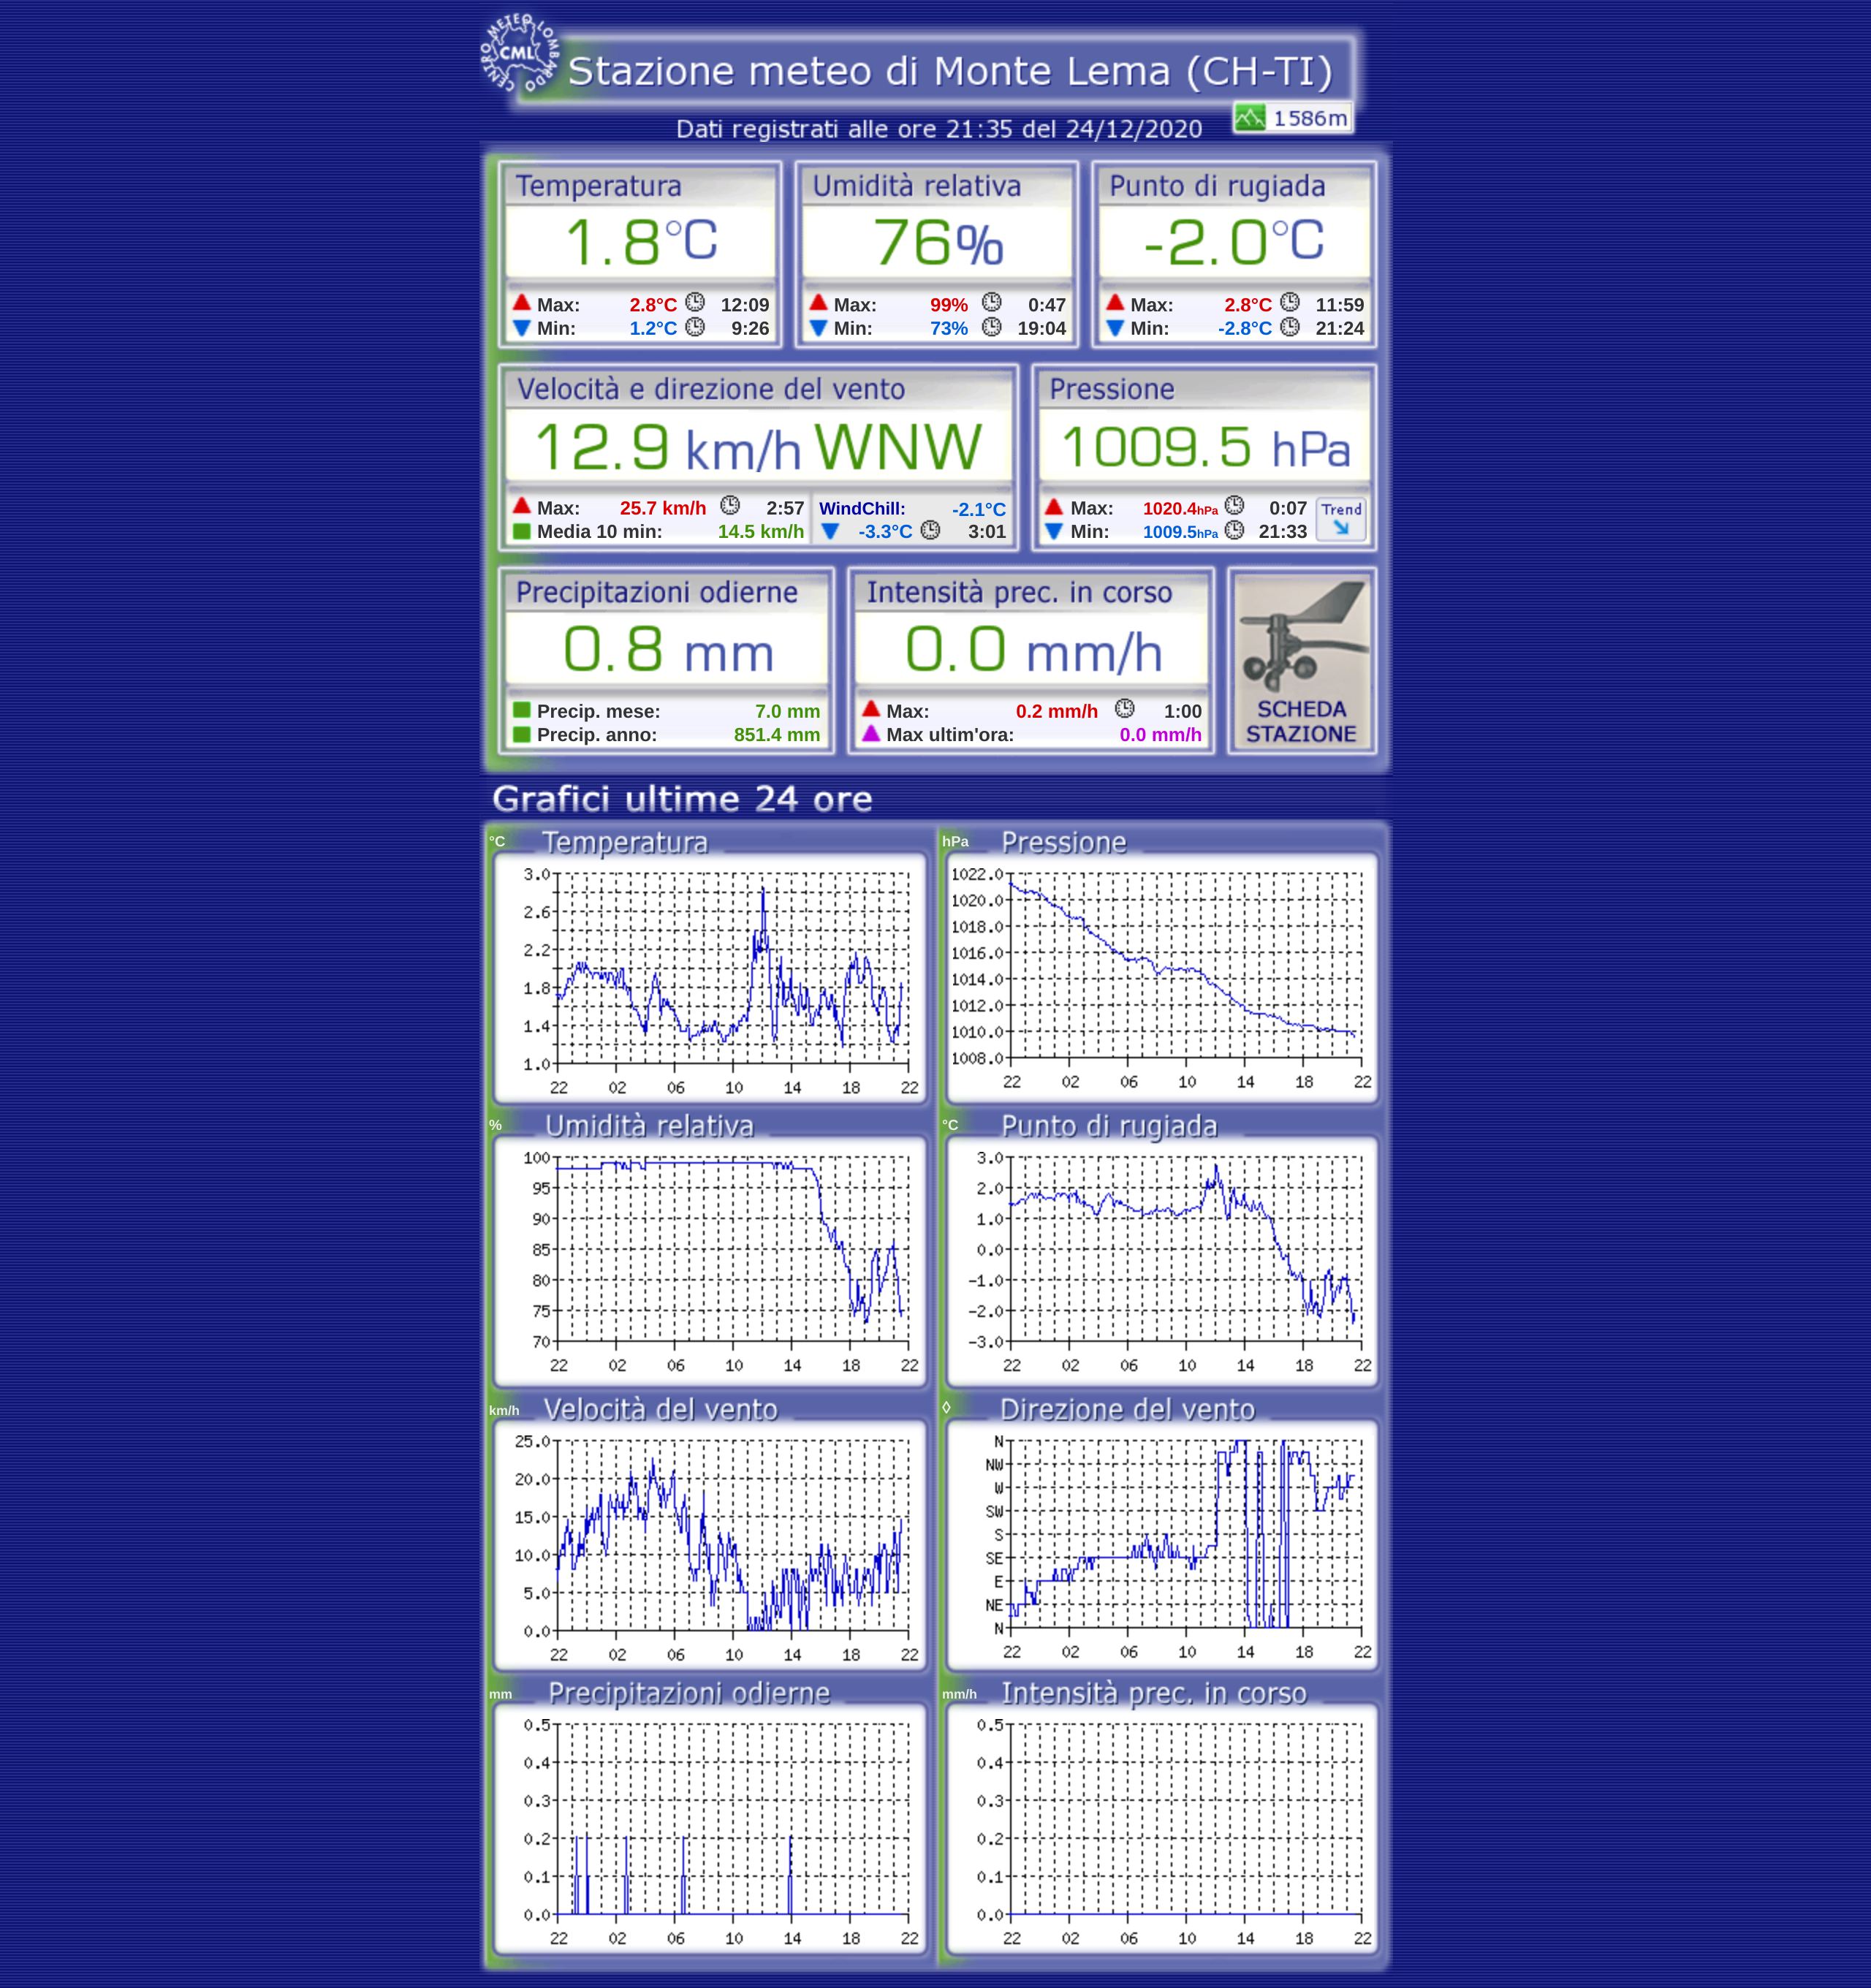 CENTRO METEO LOMBARDO
CML
Stazione meteo di Monte Lema (CH-TI)
1586m
Dati registrati alle ore 21:35 del 24/12/2020
Temperatura Umidità relativa Punto di rugiada
1.8°C 76% -2.0°C
Max: 2.8°C 12:09 Max: 99% 0:47 Max: 2.8°C 11:59
Min: 1.2°C 9:26 Min: 73% 19:04 Min: -2.8°C 21:24
Velocità e direzione del vento Pressione
12.9 km/h WNW 1009.5 hPa
Max: 25.7 km/h 2:57 WindChill: -2.1°C Max: 1020.4hPa 0:07 Trend
Media 10 min: 14.5 km/h -3.3°C 3:01 Min: 1009.5hPa 21:33
Precipitazioni odierne Intensità prec. in corso
0.8 mm 0.0 mm/h
Precip. mese: 7.0 mm Max: 0.2 mm/h 1:00 SCHEDA
Precip. anno: 851.4 mm Max ultim'ora: 0.0 mm/h STAZIONE
Grafici ultime 24 ore
°C Temperatura
3.0
2.6
2.2
1.8
1.4
1.0
22 02 06 10 14 18 22
hPa Pressione
1022.0
1020.0
1018.0
1016.0
1014.0
1012.0
1010.0
1008.0
22 02 06 10 14 18 22
% Umidità relativa
100
95
90
85
80
75
70
22 02 06 10 14 18 22
°C Punto di rugiada
3.0
2.0
1.0
0.0
-1.0
-2.0
-3.0
22 02 06 10 14 18 22
km/h Velocità del vento
25.0
20.0
15.0
10.0
5.0
0.0
22 02 06 10 14 18 22
◊ Direzione del vento
N
NW
W
SW
S
SE
E
NE
N
22 02 06 10 14 18 22
mm Precipitazioni odierne
0.5
0.4
0.3
0.2
0.1
0.0
22 02 06 10 14 18 22
mm/h Intensità prec. in corso
0.5
0.4
0.3
0.2
0.1
0.0
22 02 06 10 14 18 22